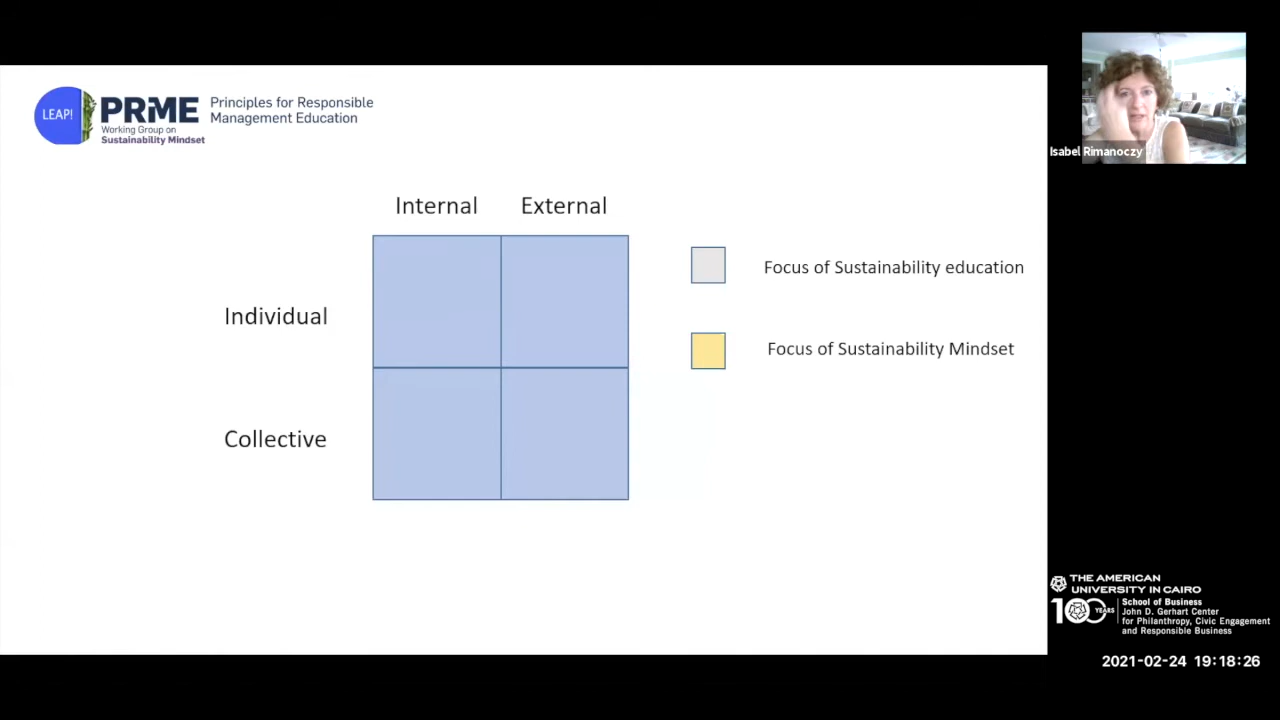 LEAP!
PRME
Working Group on
Sustainability Mindset
Principles for Responsible
Management Education
Isabel Rimanoczy
Internal External
Focus of Sustainability education
Individual
Focus of Sustainability Mindset
Collective
THE AMERICAN
UNIVERSITY IN CAIRO
100 YEARS
School of Business
John D. Gerhart Center
for Philanthropy, Civic Engagement
and Responsible Business
2021-02-24 19:18:26